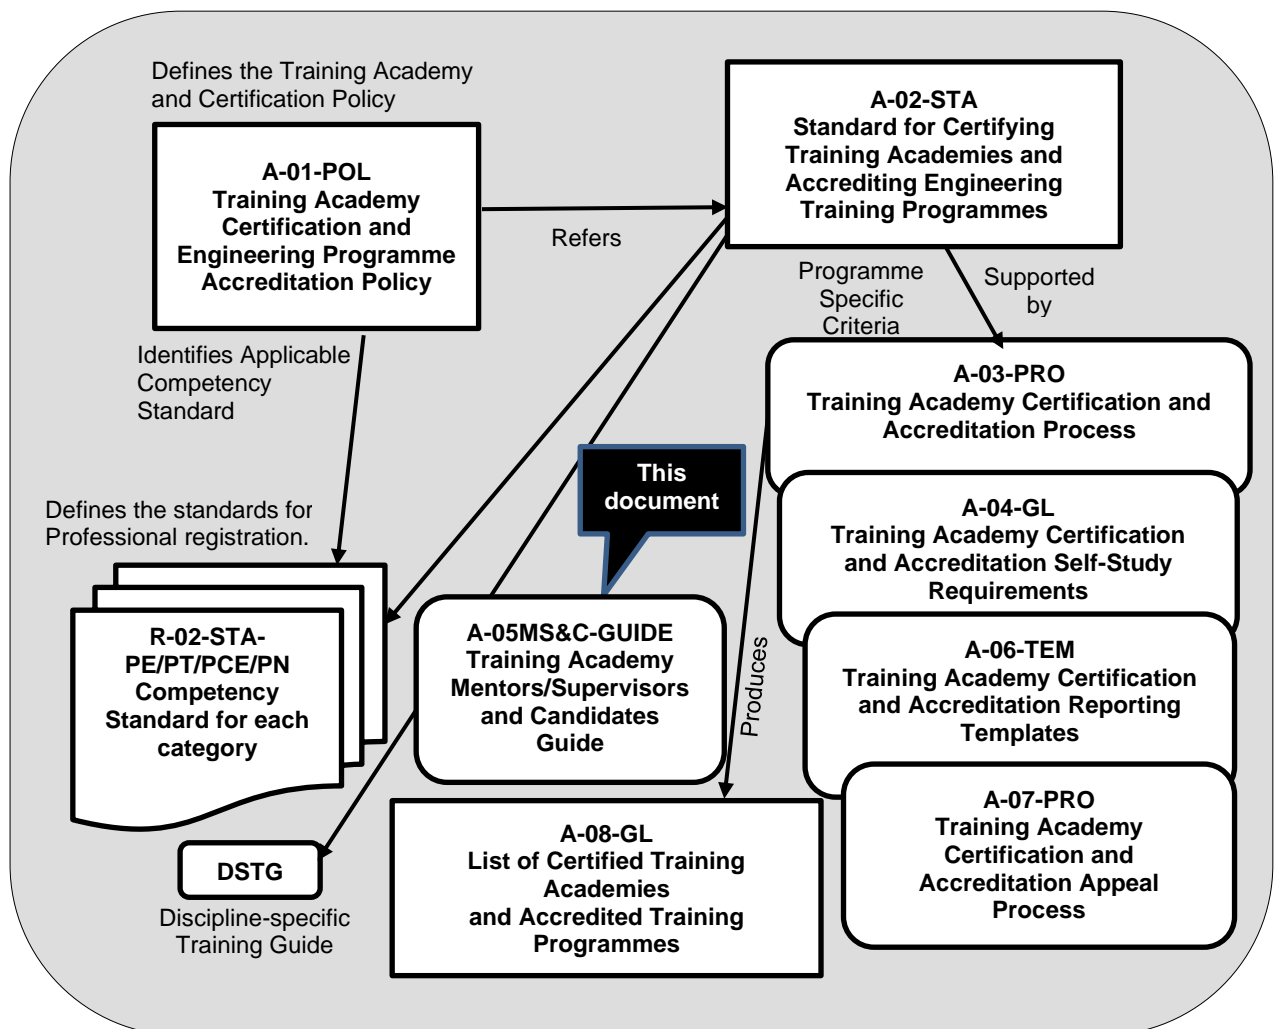 Defines the Training Academy
and Certification Policy
A-01-POL
Training Academy
Certification and
Engineering Programme
Accreditation Policy
Refers
A-02-STA
Standard for Certifying
Training Academies and
Accrediting Engineering
Training Programmes
Programme
Specific
Criteria
Supported
by
Identifies Applicable
Competency
Standard
A-03-PRO
Training Academy Certification and
Accreditation Process
This
document
Defines the standards for
Professional registration.
A-04-GL
Training Academy Certification
and Accreditation Self-Study
Requirements
R-02-STA-
PE/PT/PCE/PN
Competency
Standard for each
category
A-05MS&C-GUIDE
Training Academy
Mentors/Supervisors
and Candidates
Guide
Produces
A-06-TEM
Training Academy Certification
and Accreditation Reporting
Templates
A-07-PRO
Training Academy
Certification and
Accreditation Appeal
Process
A-08-GL
List of Certified Training
Academies
and Accredited Training
Programmes
DSTG
Discipline-specific
Training Guide